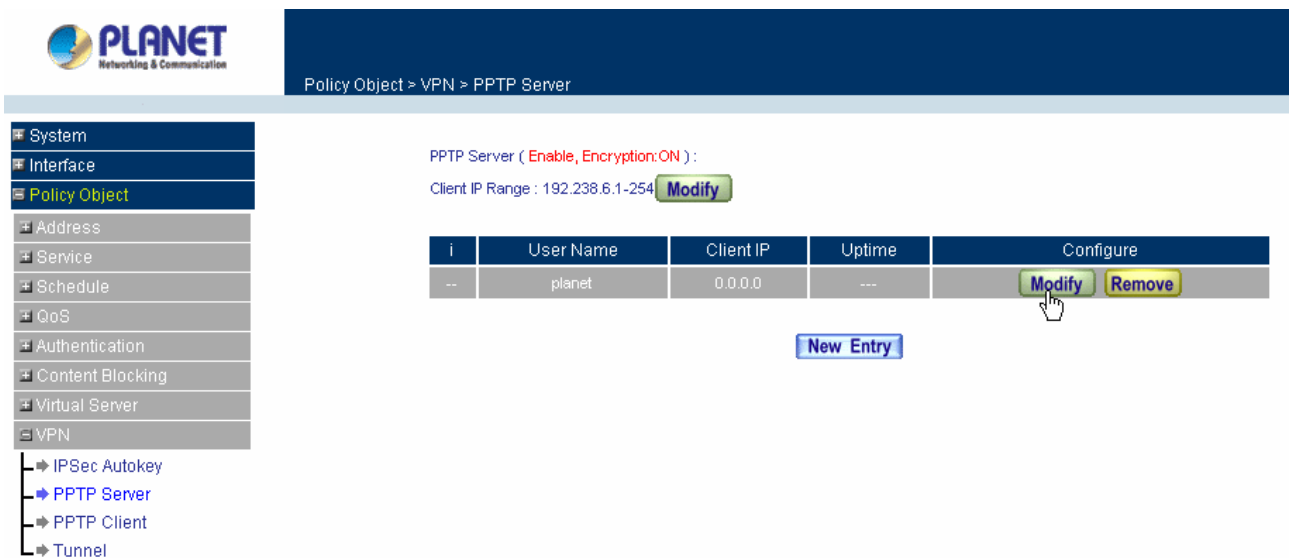 PLANET
Networking & Communication
Policy Object > VPN > PPTP Server
System
Interface
Policy Object
Address
Service
Schedule
QoS
Authentication
Content Blocking
Virtual Server
VPN
IPSec Autokey
PPTP Server
PPTP Client
Tunnel
PPTP Server ( Enable, Encryption:ON ) :
Client IP Range : 192.238.6.1-254 Modify
i User Name Client IP Uptime Configure
-- planet 0.0.0.0 --- Modify Remove
New Entry